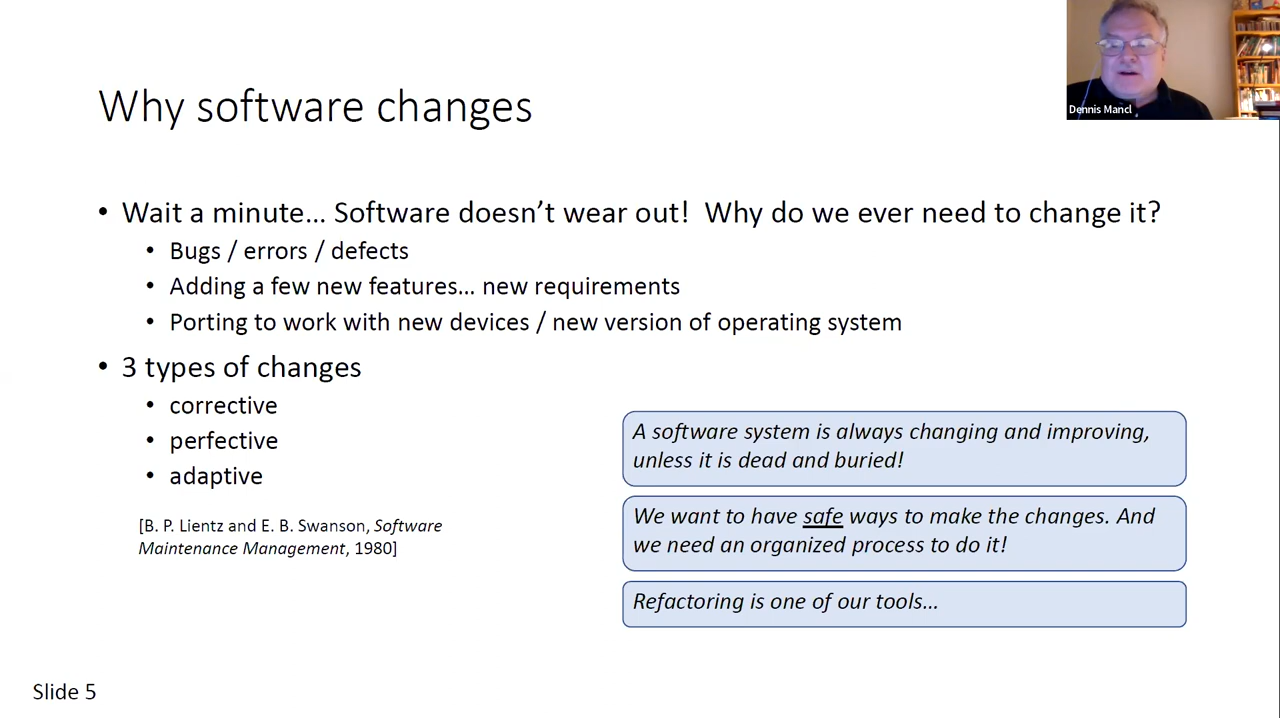 Why software changes
Dennis Mancl
• Wait a minute... Software doesn't wear out!  Why do we ever need to change it?
• Bugs / errors / defects
• Adding a few new features... new requirements
• Porting to work with new devices / new version of operating system
• 3 types of changes
• corrective
• perfective
• adaptive
[B. P. Lientz and E. B. Swanson, Software
Maintenance Management, 1980]
A software system is always changing and improving,
unless it is dead and buried!
We want to have safe ways to make the changes. And
we need an organized process to do it!
Refactoring is one of our tools...
Slide 5